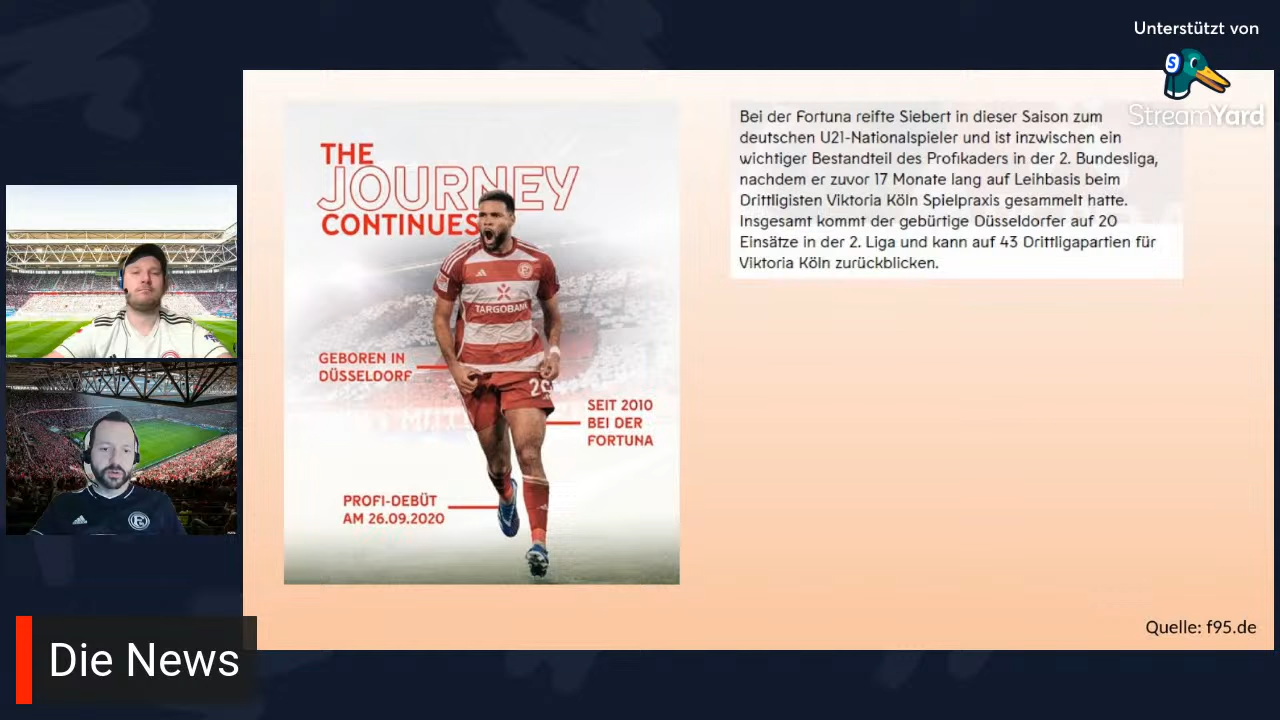 Unterstützt von
StreamYard
THE
JOURNEY
CONTINUES
TARGOBANK
GEBOREN IN
DÜSSELDORF
SEIT 2010
BEI DER
FORTUNA
PROFI-DEBÜT
AM 26.09.2020
Bei der Fortuna reifte Siebert in dieser Saison zum
deutschen U21-Nationalspieler und ist inzwischen ein
wichtiger Bestandteil des Profikaders in der 2. Bundesliga,
nachdem er zuvor 17 Monate lang auf Leihbasis beim
Drittligisten Viktoria Köln Spielpraxis gesammelt hatte.
Insgesamt kommt der gebürtige Düsseldorfer auf 20
Einsätze in der 2. Liga und kann auf 43 Drittligapartien für
Viktoria Köln zurückblicken.
Quelle: f95.de
Die News